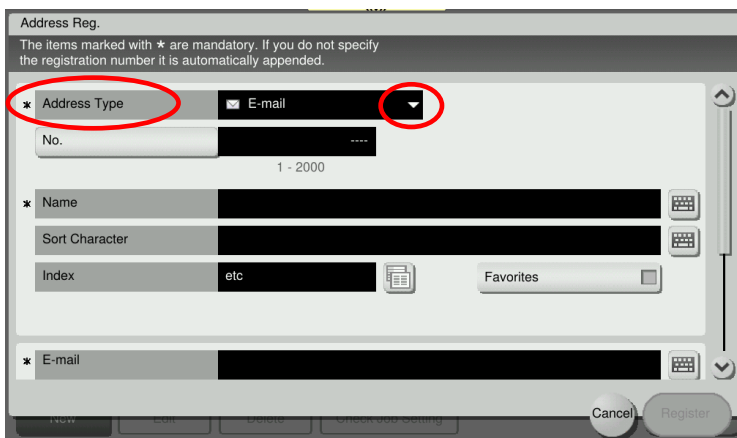 Address Reg.
The items marked with * are mandatory. If you do not specify
the registration number it is automatically appended.
* Address Type E-mail
No. ----
1 - 2000
* Name
Sort Character
Index etc Favorites
* E-mail
Cancel Register
New Edit Delete Check Job Setting